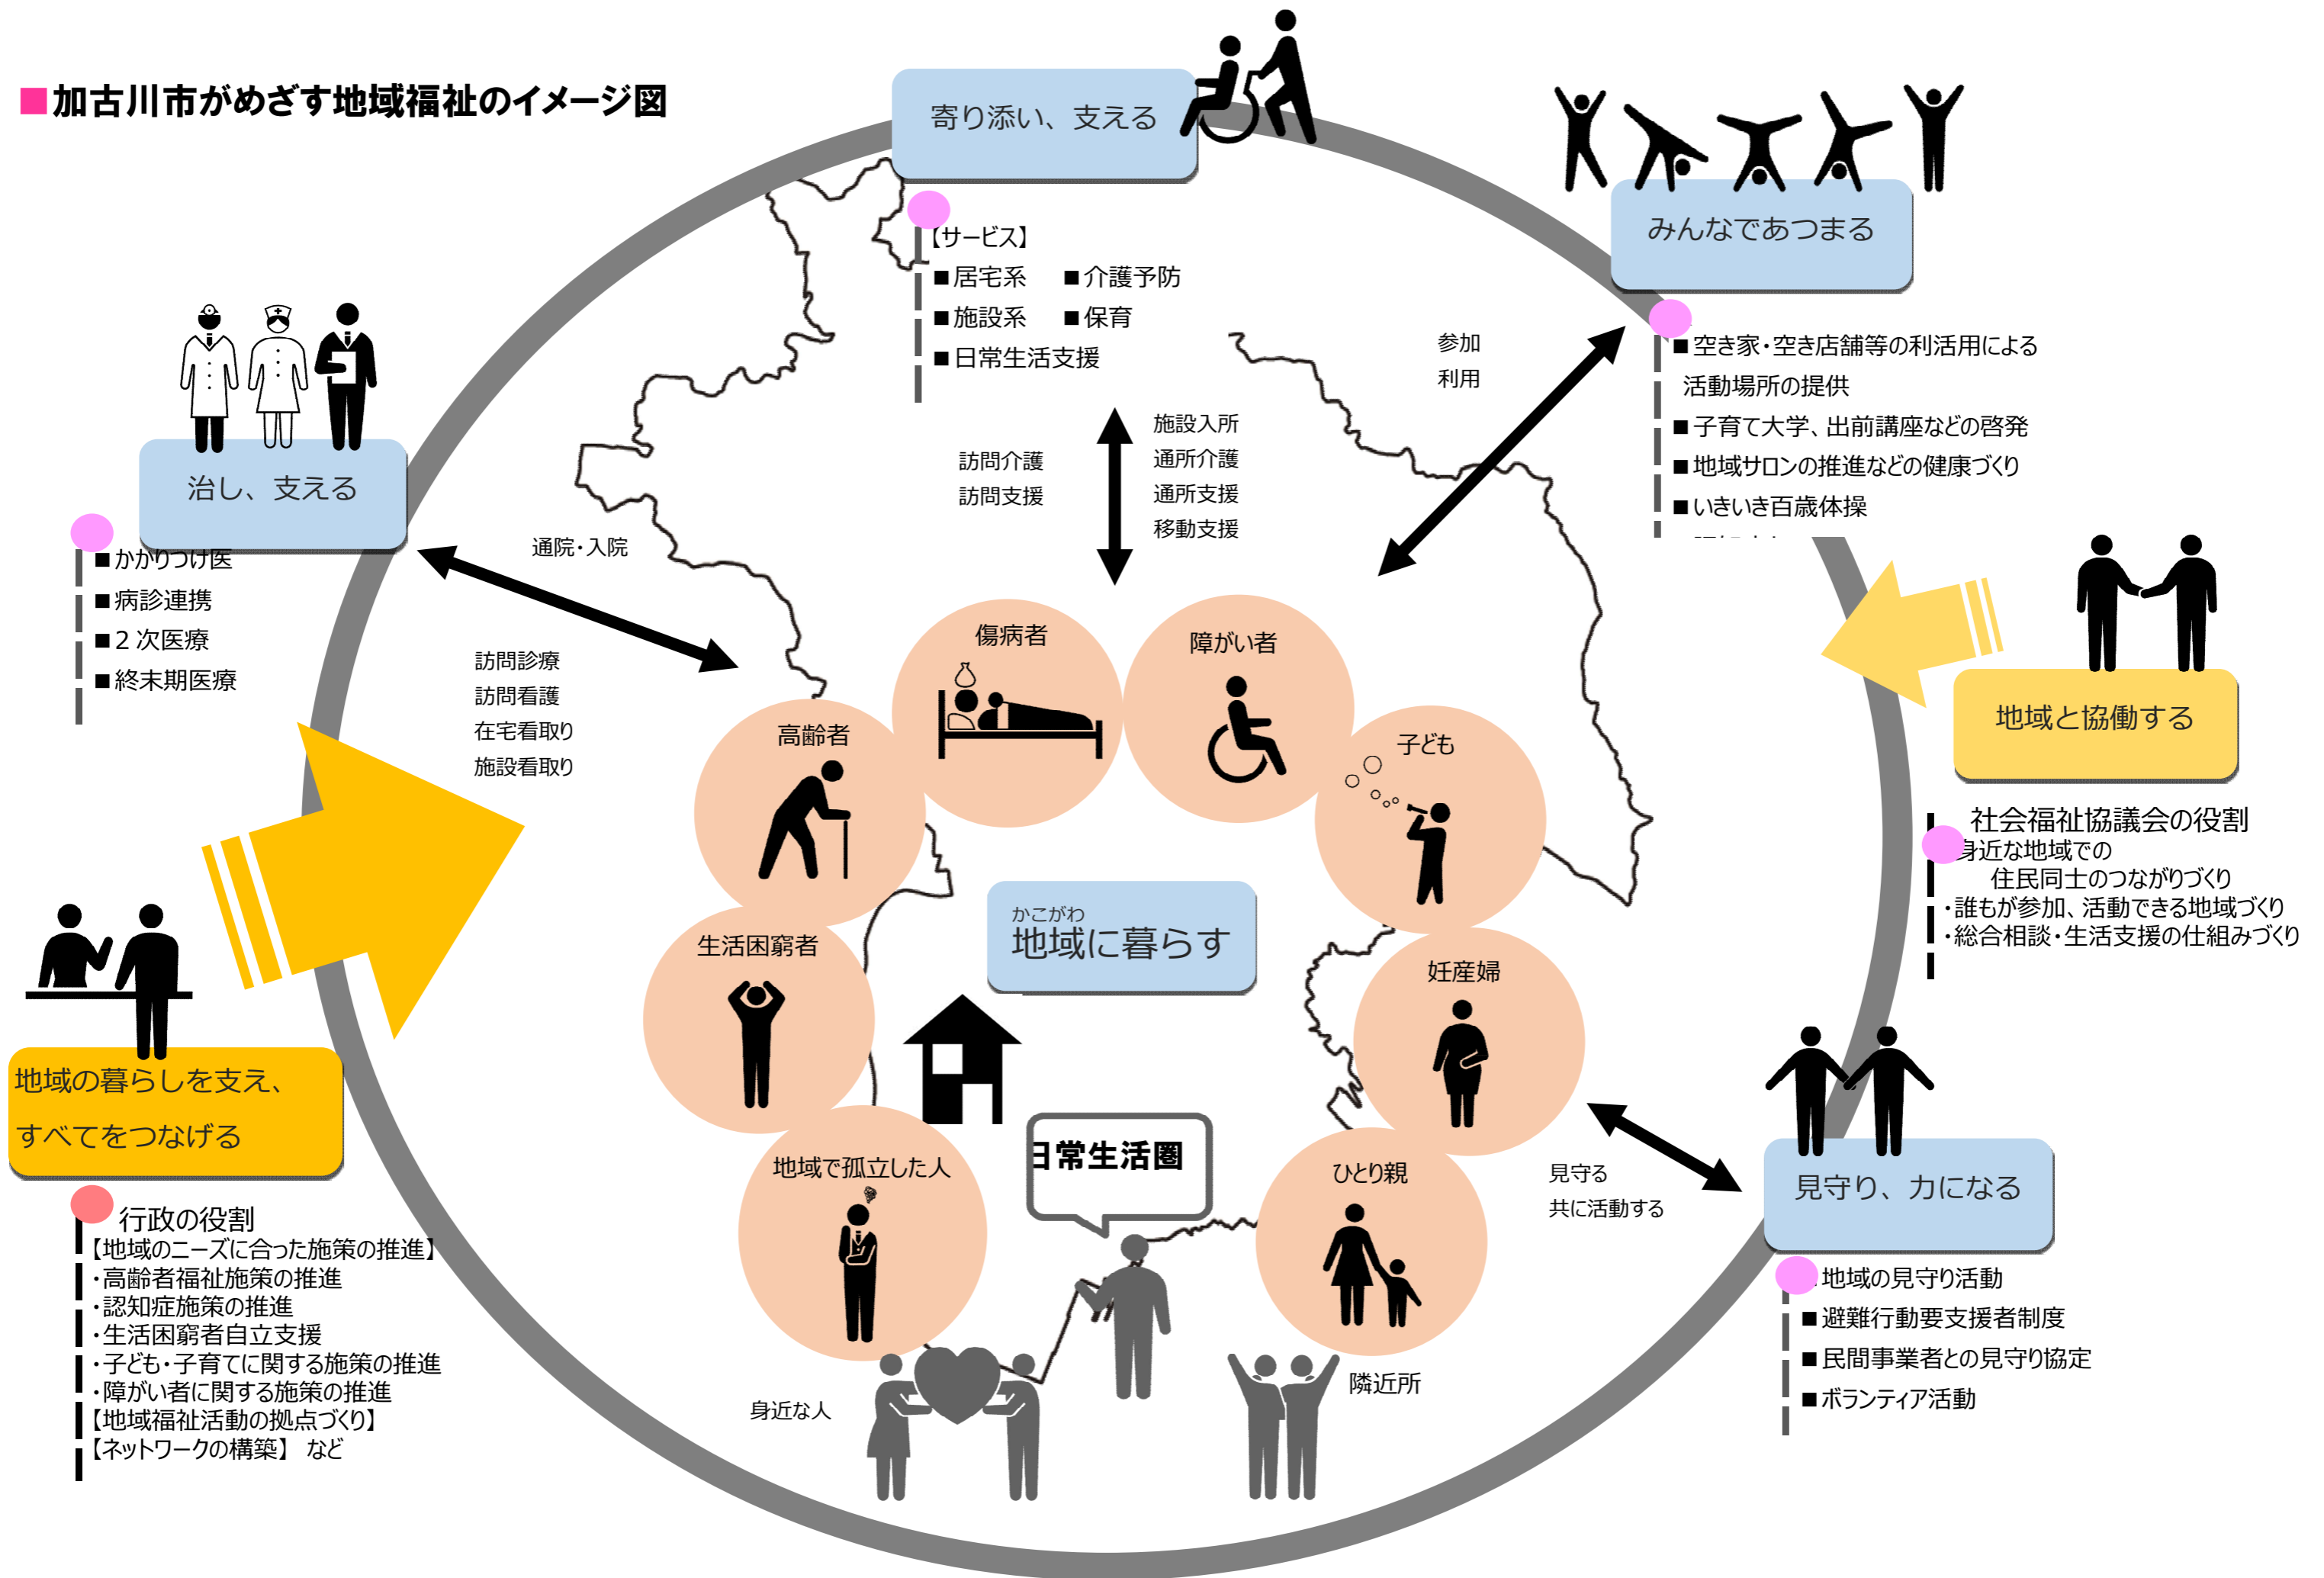 ■加古川市がめざす地域福祉のイメージ図
寄り添い、支える
【サービス】
■居宅系 ■介護予防
■施設系 ■保育
■日常生活支援
みんなであつまる
■空き家・空き店舗等の利活用による
活動場所の提供
■子育て大学、出前講座などの啓発
■地域サロンの推進などの健康づくり
■いきいき百歳体操
参加
利用
訪問介護
訪問支援
施設入所
通所介護
通所支援
移動支援
治し、支える
■かかりつけ医
■病診連携
■2次医療
■終末期医療
通院・入院
訪問診療
訪問看護
在宅看取り
施設看取り
傷病者
障がい者
高齢者
子ども
生活困窮者
妊産婦
地域で孤立した人
ひとり親
かこがわ
地域に暮らす
日常生活圏
身近な人
隣近所
地域と協働する
社会福祉協議会の役割
身近な地域での
住民同士のつながりづくり
・誰もが参加、活動できる地域づくり
・総合相談・生活支援の仕組みづくり
見守る
共に活動する
見守り、力になる
地域の見守り活動
■避難行動要支援者制度
■民間事業者との見守り協定
■ボランティア活動
地域の暮らしを支え、
すべてをつなげる
行政の役割
【地域のニーズに合った施策の推進】
・高齢者福祉施策の推進
・認知症施策の推進
・生活困窮者自立支援
・子ども・子育てに関する施策の推進
・障がい者に関する施策の推進
【地域福祉活動の拠点づくり】
【ネットワークの構築】 など